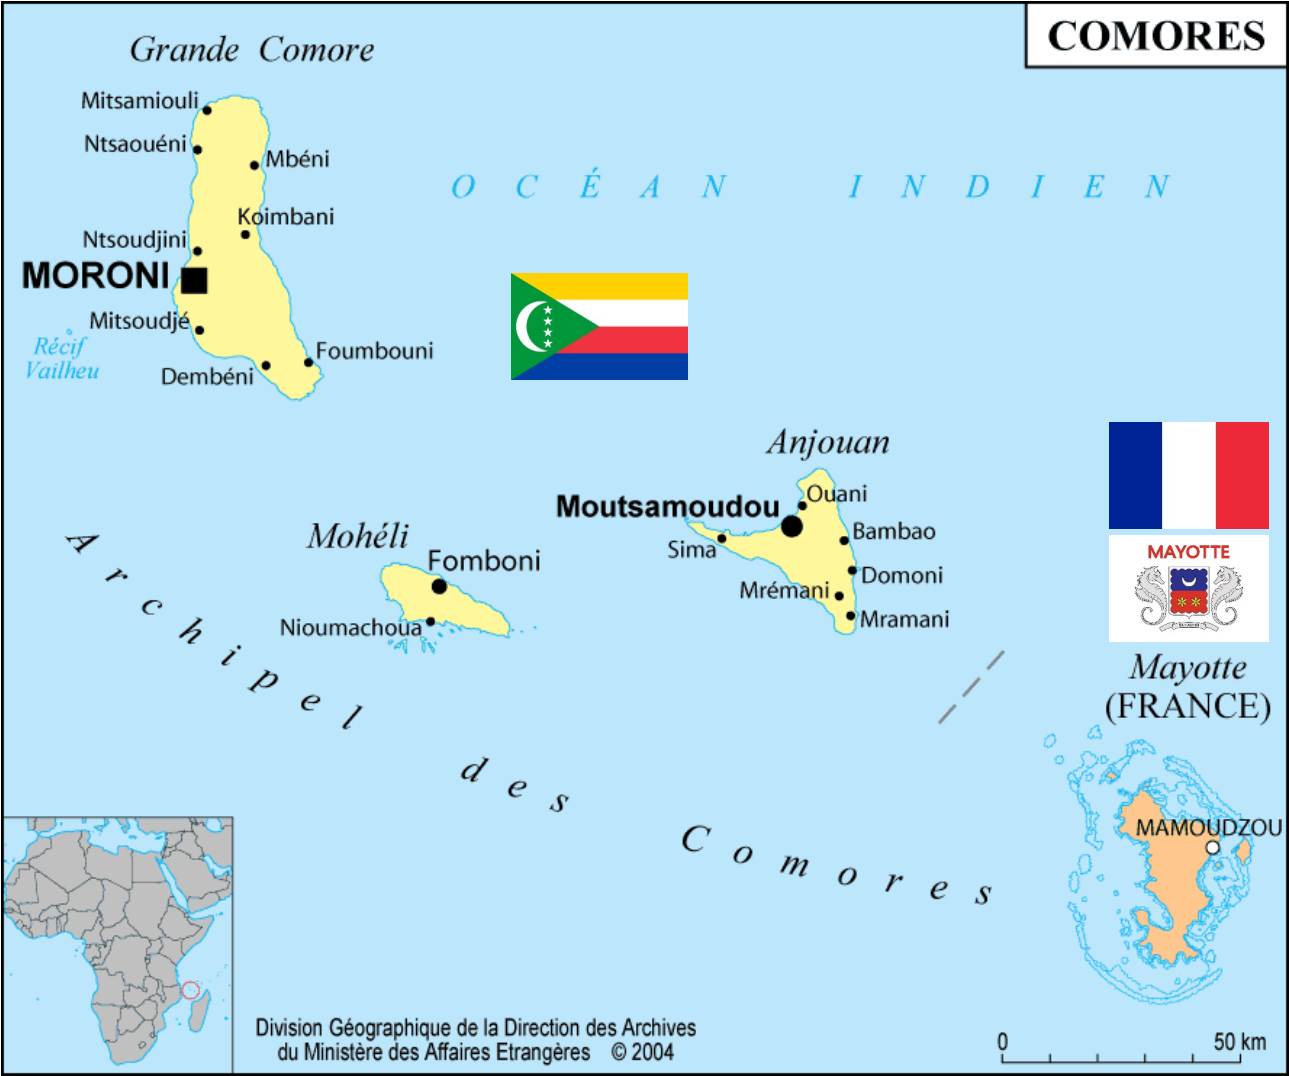 COMORES
Grande Comore
Mitsamiouli
Ntsaouéni
Mbéni
OCÉAN INDIEN
Koimbani
Ntsoudjini
MORONI
Mitsoudjé
Récif
Vailheu
Foumbouni
Dembéni
Anjouan
Ouani
Moutsamoudou
Bambao
Sima
Domoni
Mrémani
Mramani
Mohéli
Fomboni
Nioumachoua
MAYOTTE
Mayotte
(FRANCE)
MAMOUDZOU
Archipel des Comores
Division Géographique de la Direction des Archives
du Ministère des Affaires Etrangères © 2004
0 50 km